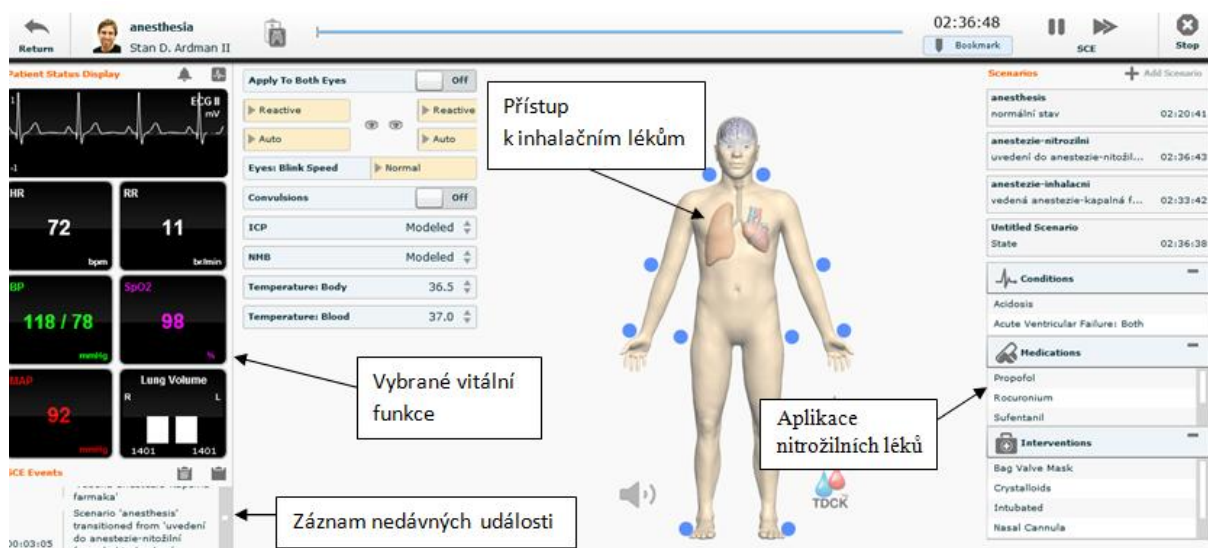 Return
anesthesia
Stan D. Ardman II
02:36:48
Bookmark
SCE
Stop
Patient Status Display
ECG II
mV
-1
HR
72
bpm
RR
11
br/min
BP
118 / 78
mmHg
SpO2
98
%
MAP
92
mmHg
Lung Volume
R L
1401 1401
SCE Events
farmaka'
Scenario 'anesthesis'
transitioned from 'uvedení
do anestezie-nitožilní
00:03:05
Apply To Both Eyes Off
Reactive Reactive
Auto Auto
Eyes: Blink Speed Normal
Convulsions Off
ICP Modeled
NMB Modeled
Temperature: Body 36.5
Temperature: Blood 37.0
Přístup
k inhalačním lékům
Vybrané vitální
funkce
Záznam nedávných události
Aplikace
nitrožilních léků
TDCK
Scenarios
Add Scenario
anesthesis
normální stav 02:20:41
anestezie-nitrozilni
uvedení do anestezie-nitožil... 02:36:43
anestezie-inhalacni
vedená anestezie-kapalná f... 02:33:42
Untitled Scenario
State 02:36:38
Conditions
Acidosis
Acute Ventricular Failure: Both
Medications
Propofol
Rocuronium
Sufentanil
Interventions
Bag Valve Mask
Crystalloids
Intubated
Nasal Cannula